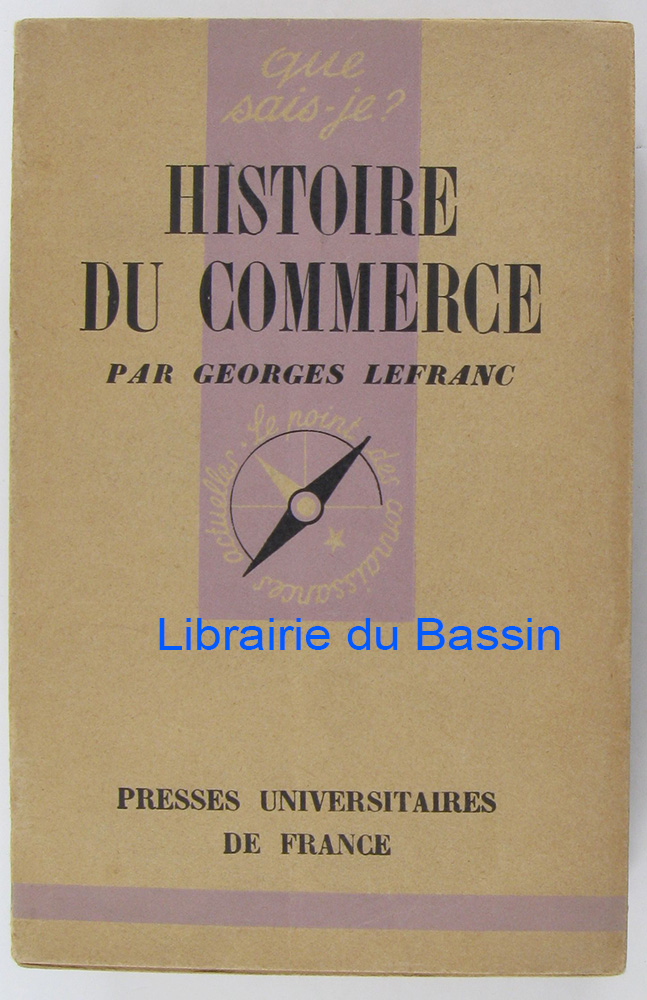 que
sais-je?
HISTOIRE
DU COMMERCE
PAR GEORGES LEFRANC
Le point des connaissances actuelles.
Librairie du Bassin
PRESSES UNIVERSITAIRES
DE FRANCE